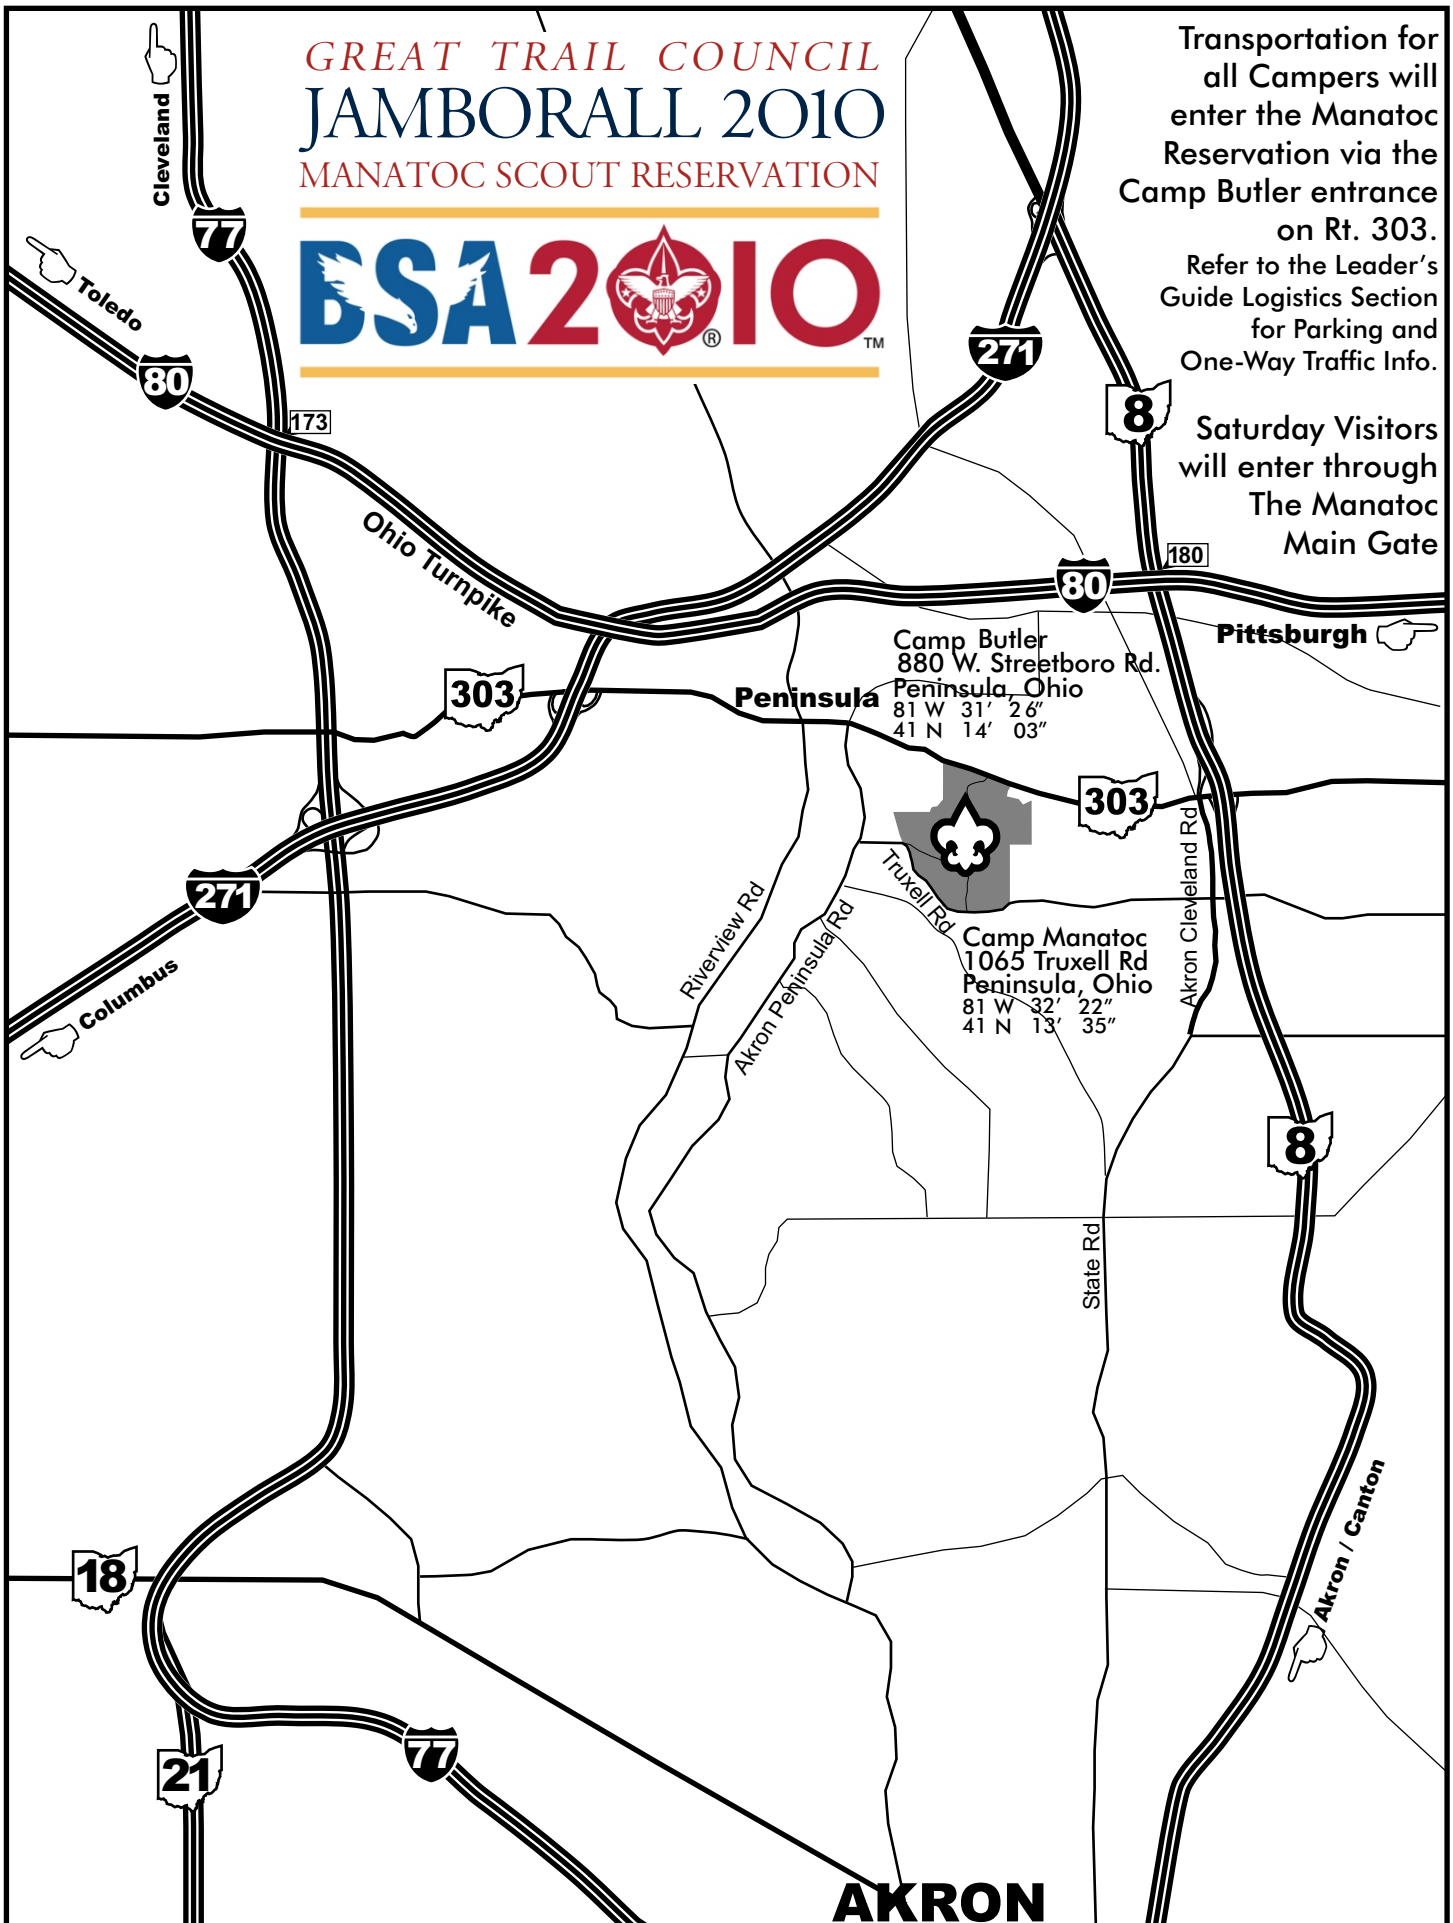 GREAT TRAIL COUNCIL
JAMBORALL 2010
MANATOC SCOUT RESERVATION
BSA 2010
®
TM
Transportation for
all Campers will
enter the Manatoc
Reservation via the
Camp Butler entrance
on Rt. 303.
Refer to the Leader's
Guide Logistics Section
for Parking and
One-Way Traffic Info.
Saturday Visitors
will enter through
The Manatoc
Main Gate
Cleveland
77
Toledo
80
173
271
8
Ohio Turnpike
180
80
Pittsburgh
Camp Butler
880 W. Streetboro Rd.
Peninsula, Ohio
81 W 31' 26"
41 N 14' 03"
303
Peninsula
303
271
Columbus
Truxell Rd
Riverview Rd
Akron Peninsula Rd
Akron Cleveland Rd
Camp Manatoc
1065 Truxell Rd
Peninsula, Ohio
81 W 32' 22"
41 N 13' 35"
8
State Rd
Akron / Canton
18
21
77
AKRON